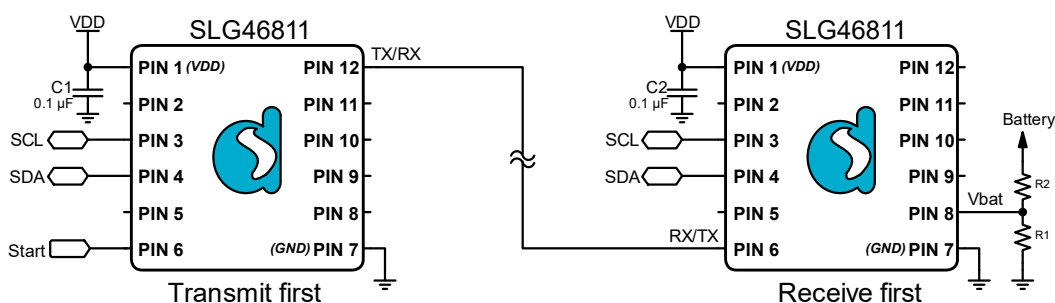 VDD
SLG46811
TX/RX
C1
0.1 µF
SCL
SDA
Start
PIN 1 (VDD)
PIN 2
PIN 3
PIN 4
PIN 5
PIN 6
PIN 12
PIN 11
PIN 10
PIN 9
PIN 8
(GND) PIN 7
Transmit first
VDD
SLG46811
C2
0.1 µF
SCL
SDA
RX/TX
PIN 1 (VDD)
PIN 2
PIN 3
PIN 4
PIN 5
PIN 6
PIN 12
PIN 11
PIN 10
PIN 9
PIN 8
(GND) PIN 7
Battery
R2
Vbat
R1
Receive first